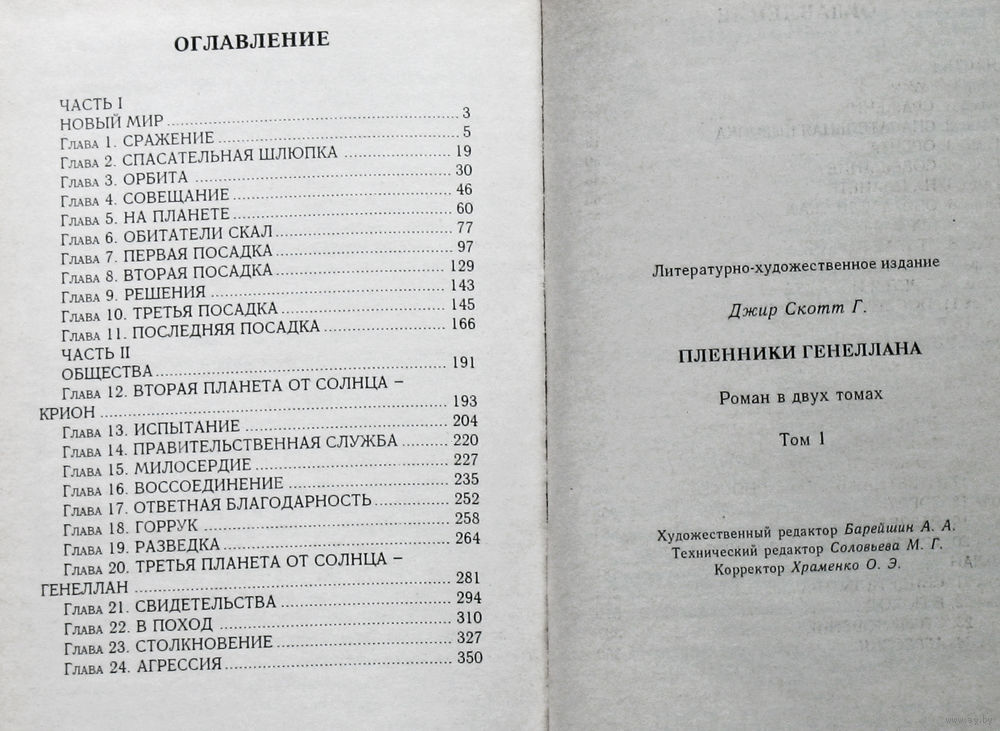 ОГЛАВЛЕНИЕ
ЧАСТЬ I
НОВЫЙ МИР ........ 3
Глава 1. СРАЖЕНИЕ ........ 5
Глава 2. СПАСАТЕЛЬНАЯ ШЛЮПКА ........ 19
Глава 3. ОРБИТА ........ 30
Глава 4. СОВЕЩАНИЕ ........ 46
Глава 5. НА ПЛАНЕТЕ ........ 60
Глава 6. ОБИТАТЕЛИ СКАЛ ........ 77
Глава 7. ПЕРВАЯ ПОСАДКА ........ 97
Глава 8. ВТОРАЯ ПОСАДКА ........ 129
Глава 9. РЕШЕНИЯ ........ 143
Глава 10. ТРЕТЬЯ ПОСАДКА ........ 145
Глава 11. ПОСЛЕДНЯЯ ПОСАДКА ........ 166
ЧАСТЬ II
ОБЩЕСТВА ........ 191
Глава 12. ВТОРАЯ ПЛАНЕТА ОТ СОЛНЦА –
КРИОН ........ 193
Глава 13. ИСПЫТАНИЕ ........ 204
Глава 14. ПРАВИТЕЛЬСТВЕННАЯ СЛУЖБА ........ 220
Глава 15. МИЛОСЕРДИЕ ........ 227
Глава 16. ВОССОЕДИНЕНИЕ ........ 235
Глава 17. ОТВЕТНАЯ БЛАГОДАРНОСТЬ ........ 252
Глава 18. ГОРРУК ........ 258
Глава 19. РАЗВЕДКА ........ 264
Глава 20. ТРЕТЬЯ ПЛАНЕТА ОТ СОЛНЦА –
ГЕНЕЛЛАН ........ 281
Глава 21. СВИДЕТЕЛЬСТВА ........ 294
Глава 22. В ПОХОД ........ 310
Глава 23. СТОЛКНОВЕНИЕ ........ 327
Глава 24. АГРЕССИЯ ........ 350
Литературно-художественное издание
Джир Скотт Г.
ПЛЕННИКИ ГЕНЕЛЛАНА
Роман в двух томах
Том 1
Художественный редактор Барейшин А. А.
Технический редактор Соловьева М. Г.
Корректор Храменко О. Э.
www.ay.by